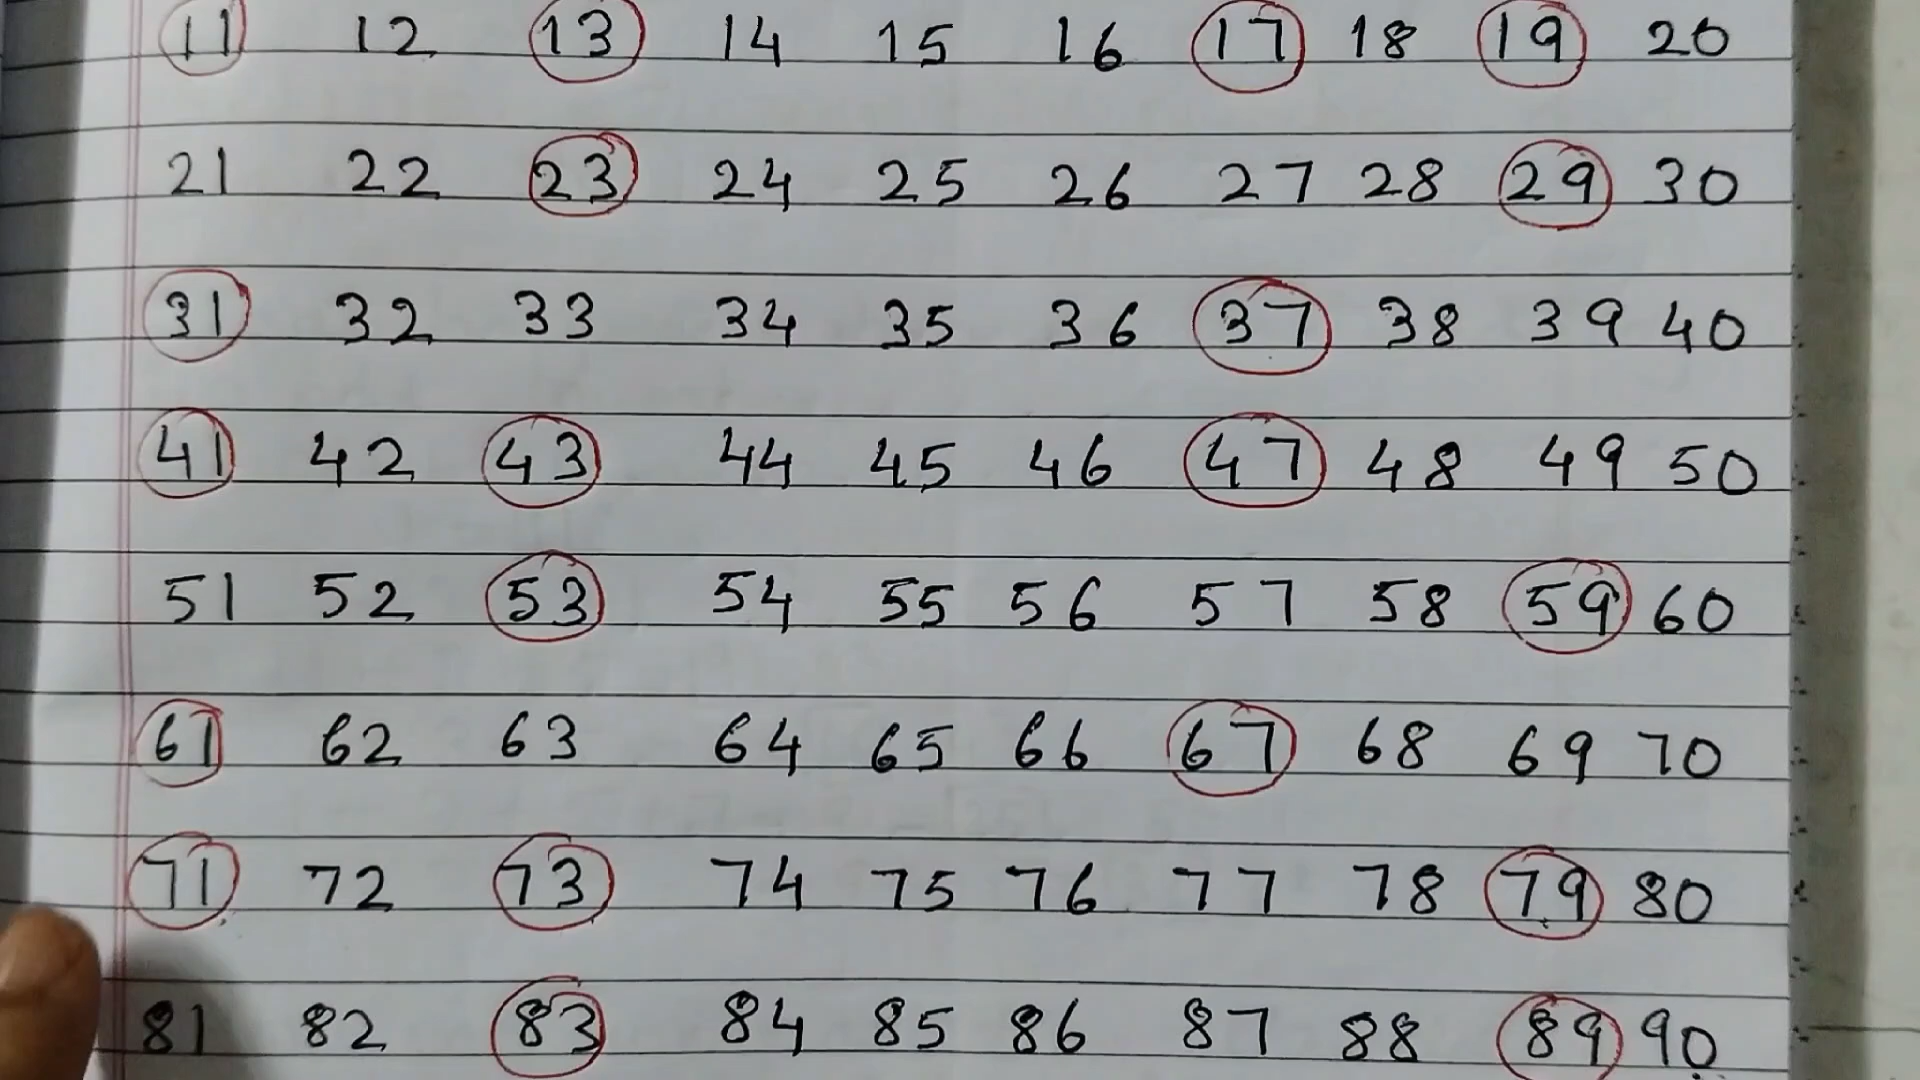 11 12 13 14 15 16 17 18 19 20
21 22 23 24 25 26 27 28 29 30
31 32 33 34 35 36 37 38 39 40
41 42 43 44 45 46 47 48 49 50
51 52 53 54 55 56 57 58 59 60
61 62 63 64 65 66 67 68 69 70
71 72 73 74 75 76 77 78 79 80
81 82 83 84 85 86 87 88 89 90